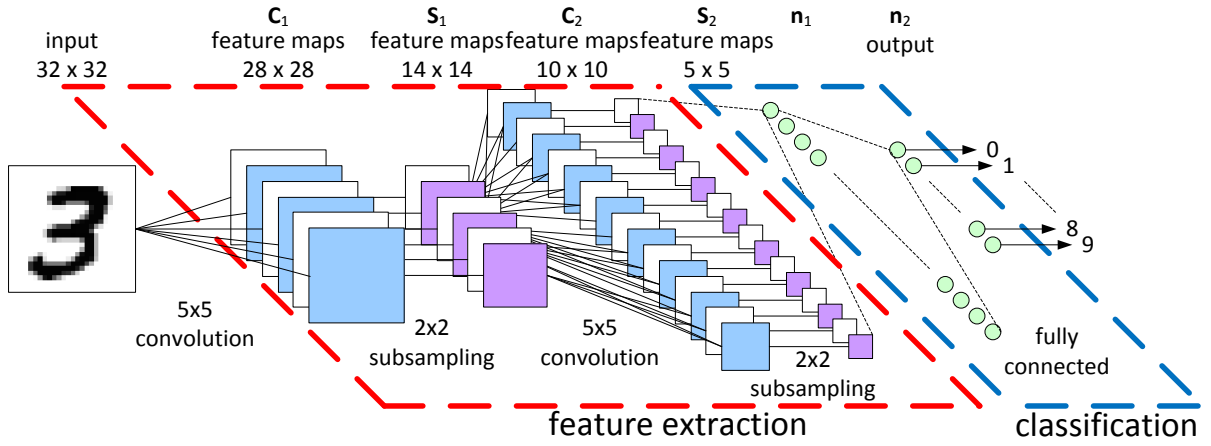 C1 S1 C2 S2 n1 n2
input feature maps feature maps feature maps feature maps output
32 x 32 28 x 28 14 x 14 10 x 10 5 x 5
0
1
8
9
5x5
convolution
2x2
subsampling
5x5
convolution
2x2
subsampling
fully
connected
feature extraction
classification
3